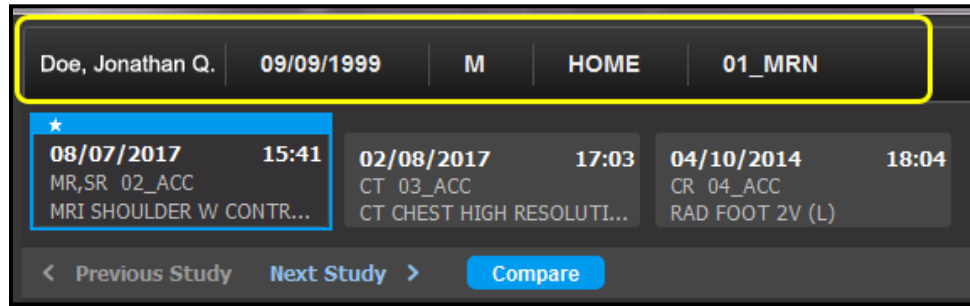 Doe, Jonathan Q. 09/09/1999 M HOME 01_MRN
08/07/2017 15:41
MR,SR 02_ACC
MRI SHOULDER W CONTR...
02/08/2017 17:03
CT 03_ACC
CT CHEST HIGH RESOLUTI...
04/10/2014 18:04
CR 04_ACC
RAD FOOT 2V (L)
< Previous Study Next Study > Compare